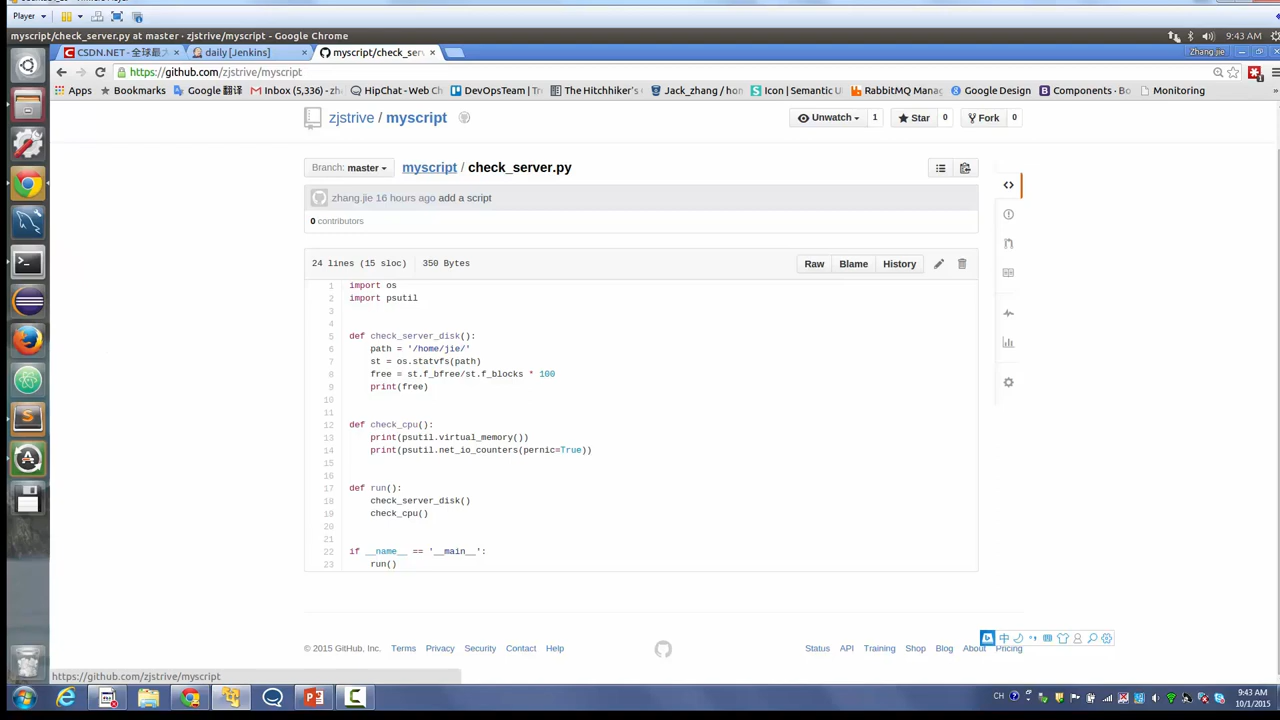 Player
myscript/check_server.py at master · zjstrive/myscript - Google Chrome
9:43 AM
CSDN.NET - 全球最
daily [Jenkins]
myscript/check_ser
Zhang jie
https://github.com/zjstrive/myscript
Apps
Bookmarks
Google 翻译
Inbox (5,336) - zh
HipChat - Web Ch
DevOpsTeam | Tr
The Hitchhiker's
Jack_zhang / hon
Icon | Semantic U
RabbitMQ Manag
Google Design
Components · Bo
Monitoring
zjstrive / myscript
Unwatch 1
Star 0
Fork 0
Branch: master
myscript / check_server.py
zhang.jie 16 hours ago add a script
0 contributors
24 lines (15 sloc) 350 Bytes
Raw Blame History
1 import os
2 import psutil
3
4
5 def check_server_disk():
6 path = '/home/jie/'
7 st = os.statvfs(path)
8 free = st.f_bfree/st.f_blocks * 100
9 print(free)
10
11
12 def check_cpu():
13 print(psutil.virtual_memory())
14 print(psutil.net_io_counters(pernic=True))
15
16
17 def run():
18 check_server_disk()
19 check_cpu()
20
21
22 if __name__ == '__main__':
23 run()
中
© 2015 GitHub, Inc. Terms Privacy Security Contact Help
Status API Training Shop Blog About Pricing
https://github.com/zjstrive/myscript
CH
9:43 AM
10/1/2015